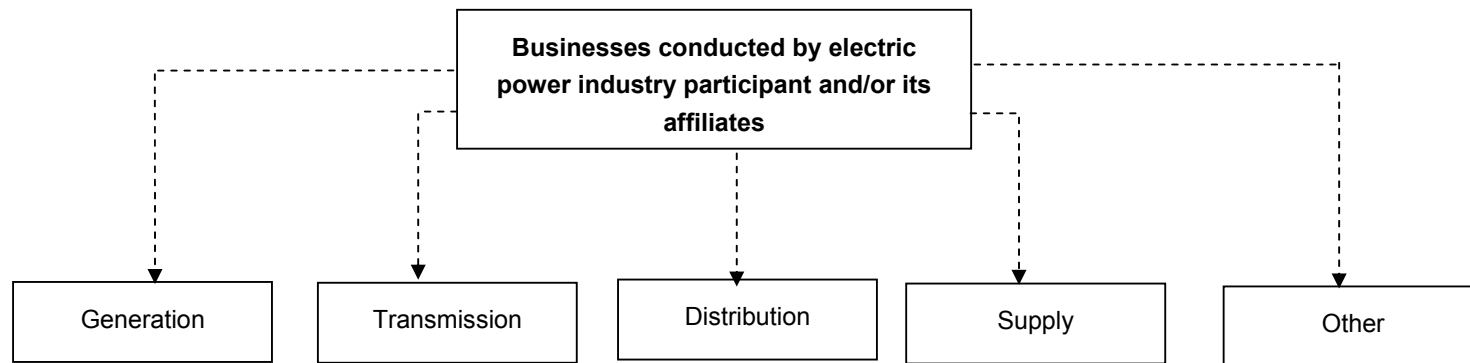 Businesses conducted by electric
power industry participant and/or its
affiliates
Generation
Transmission
Distribution
Supply
Other